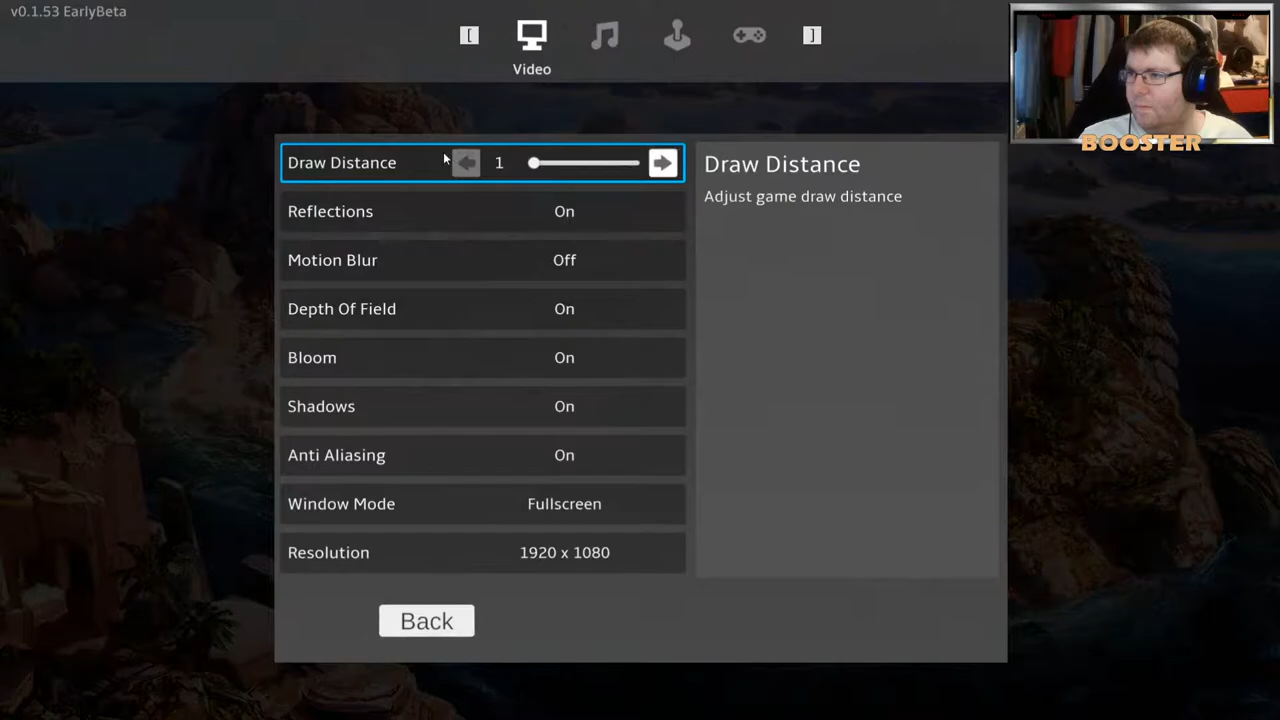 v0.1.53 EarlyBeta
[ ]
Video
BOOSTER
Draw Distance 1
Reflections On
Motion Blur Off
Depth Of Field On
Bloom On
Shadows On
Anti Aliasing On
Window Mode Fullscreen
Resolution 1920 x 1080
Back
Draw Distance
Adjust game draw distance